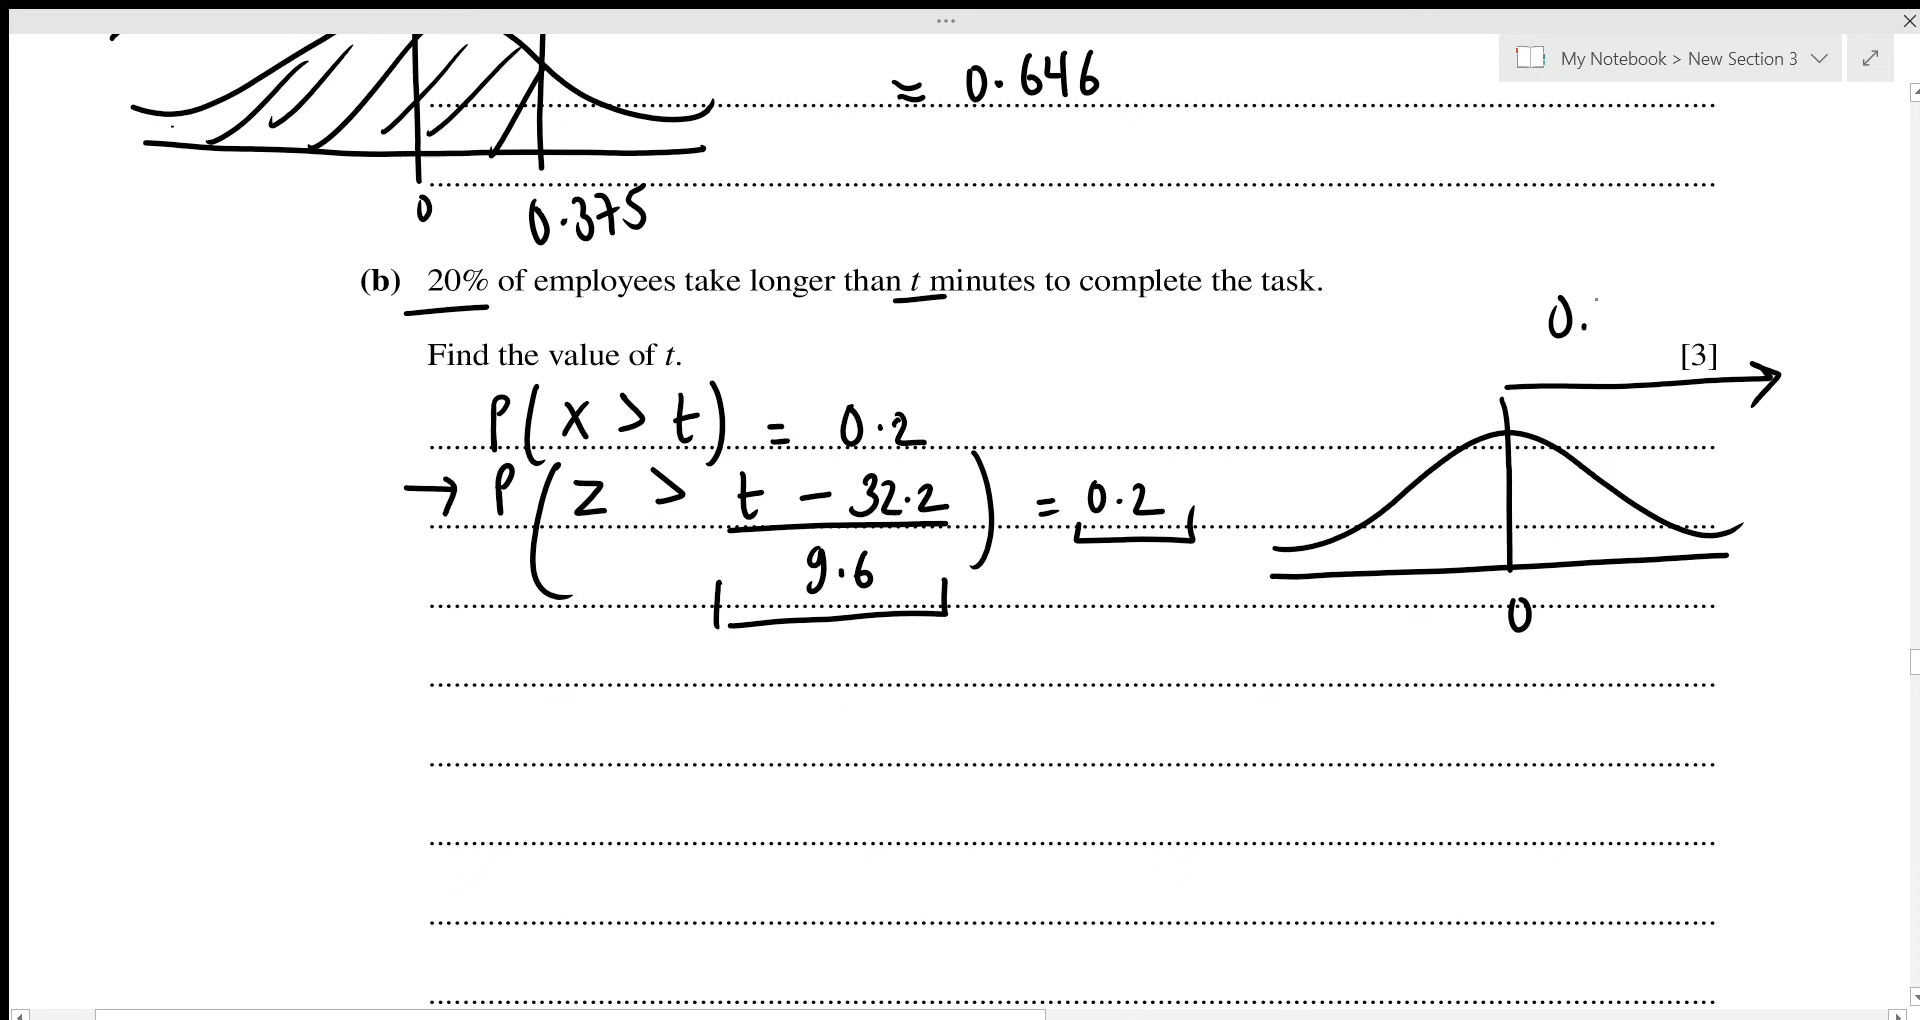 My Notebook > New Section 3
≈ 0.646
0 0.375
(b) 20% of employees take longer than t minutes to complete the task.
0.
Find the value of t. [3]
P(X > t) = 0.2
→ P(Z > t - 32.2 / 9.6) = 0.2
0